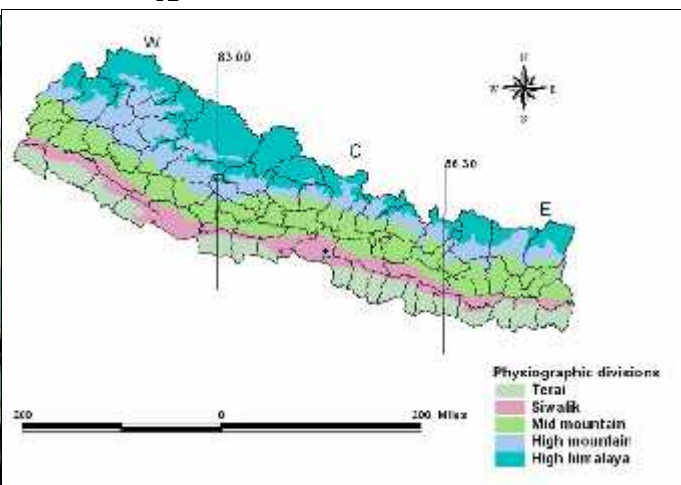 W
83.00
N
W E
S
C
86.30
E
Physiographic divisions
Terai
Siwalik
Mid mountain
High mountain
High himalaya
200 0 200 Miles